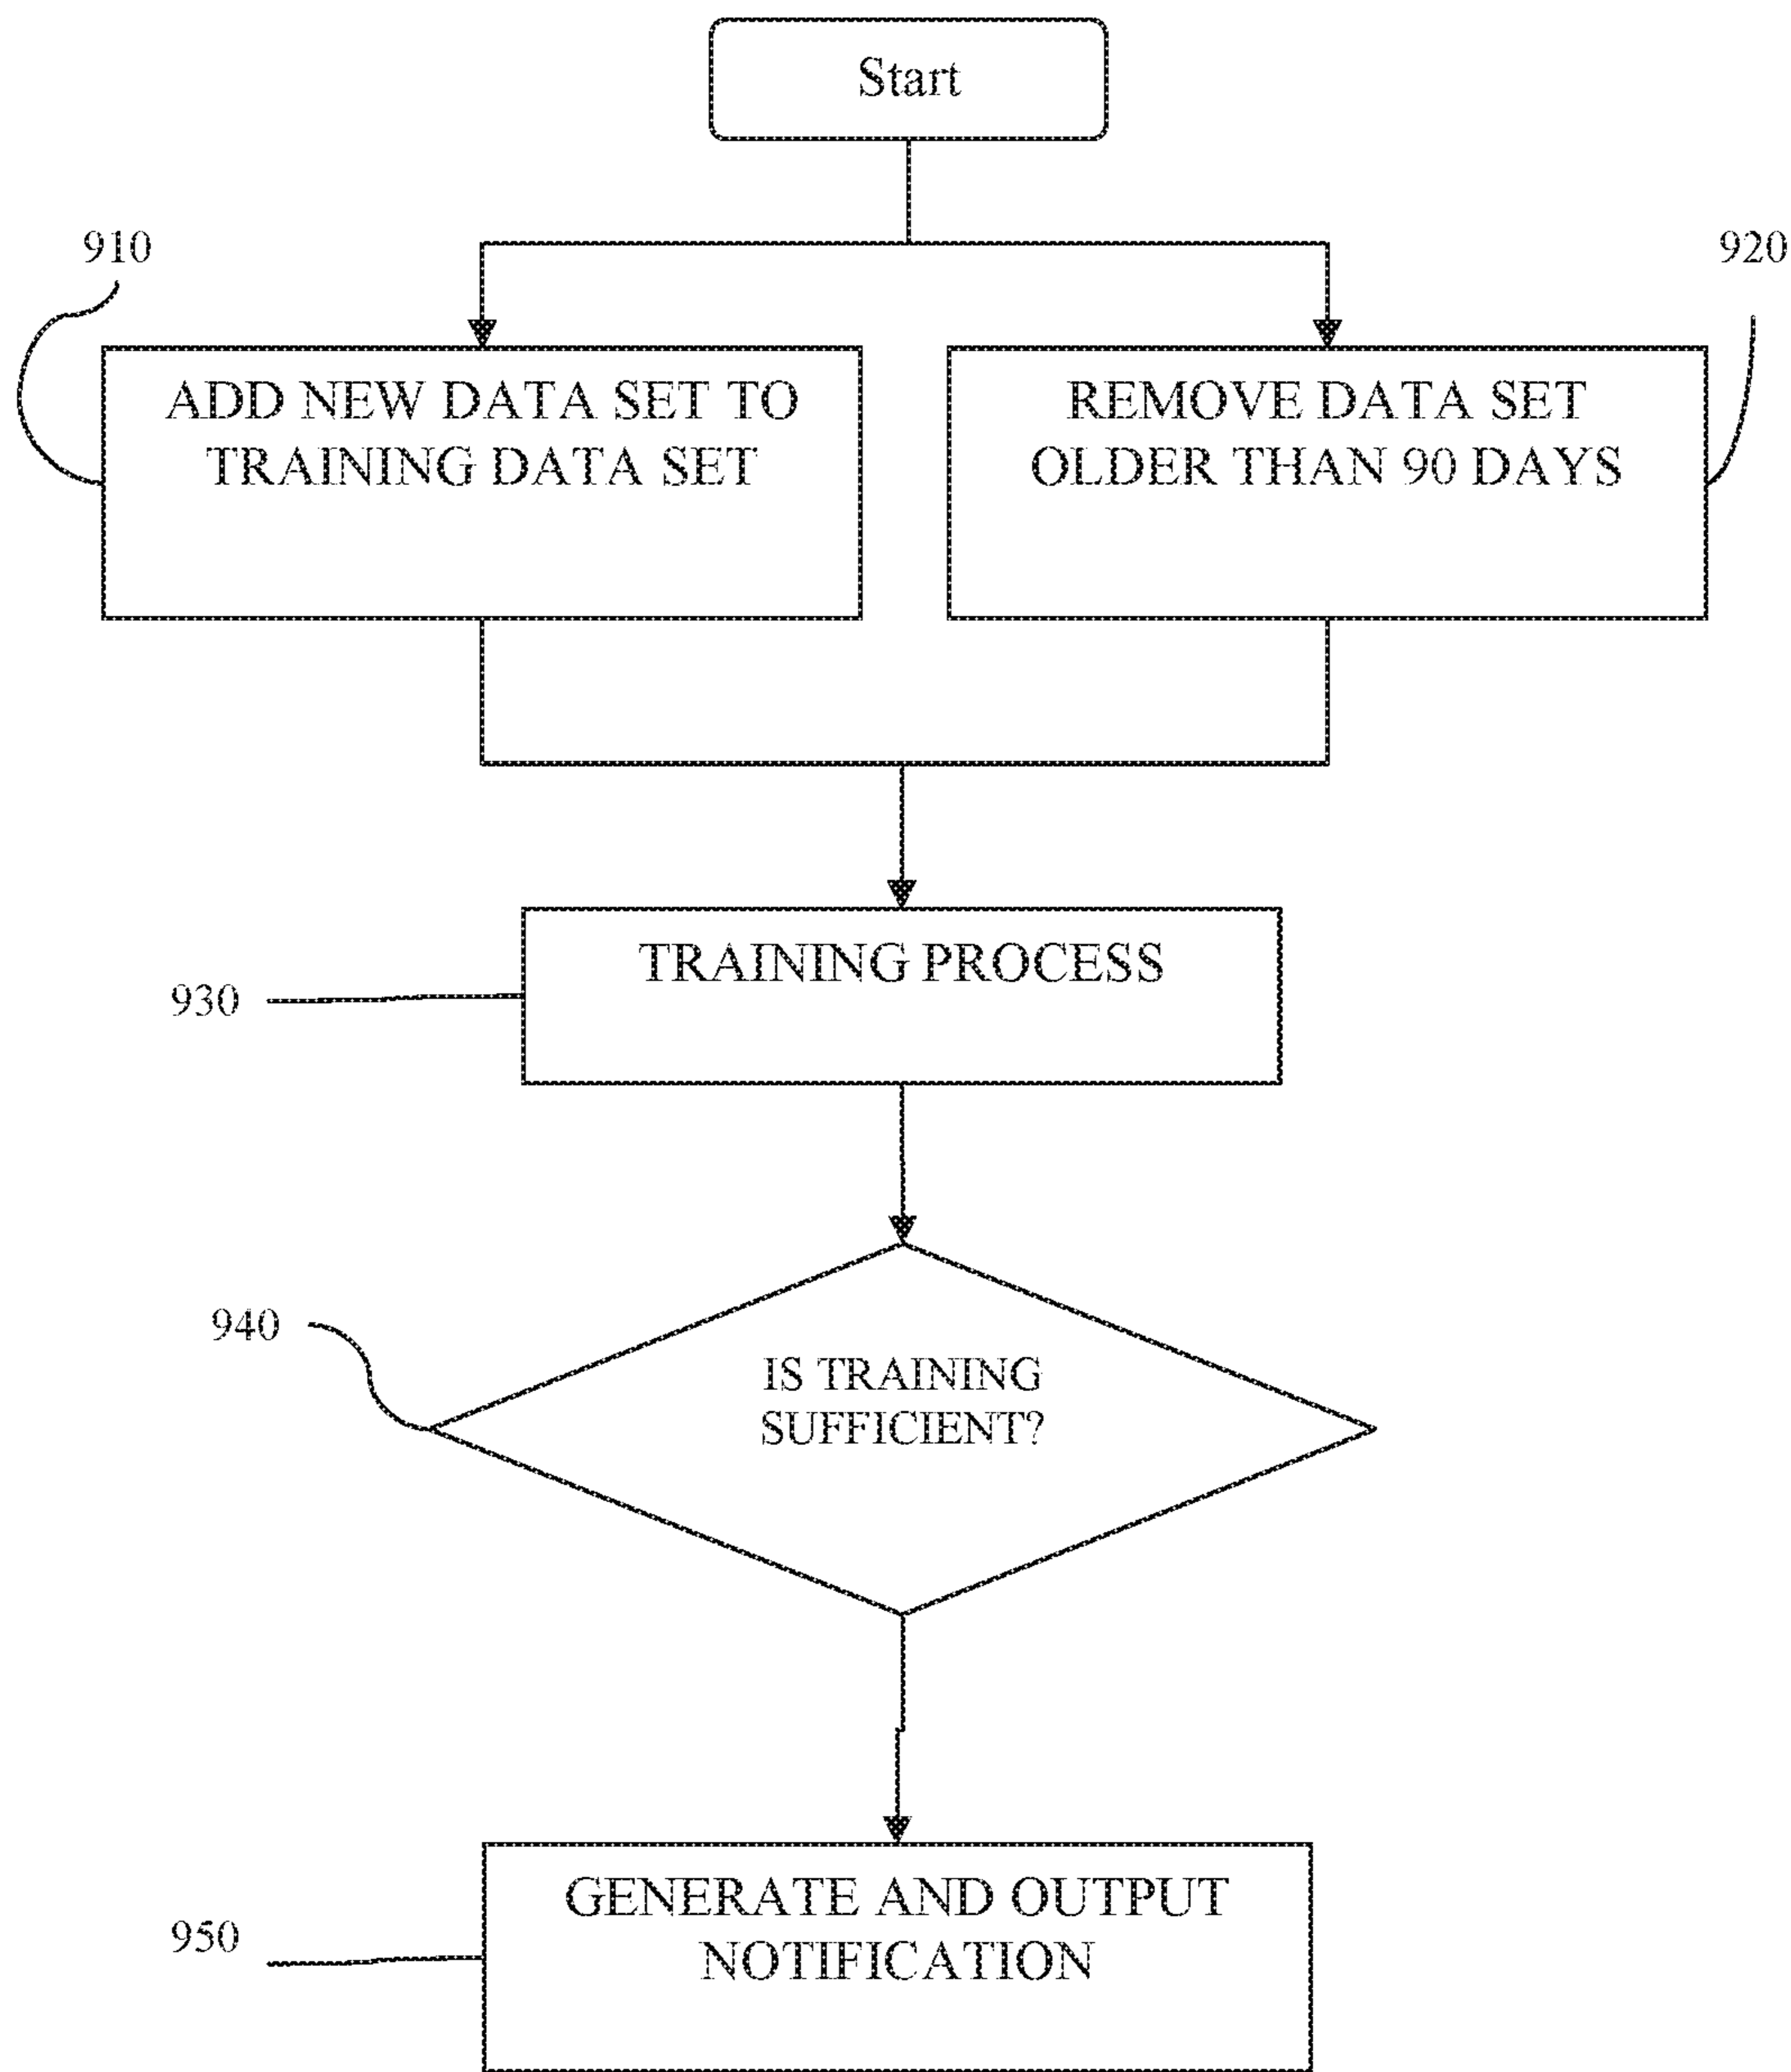 Start
910
920
ADD NEW DATA SET TO
TRAINING DATA SET
REMOVE DATA SET
OLDER THAN 90 DAYS
TRAINING PROCESS
930
940
IS TRAINING
SUFFICIENT?
GENERATE AND OUTPUT
NOTIFICATION
950